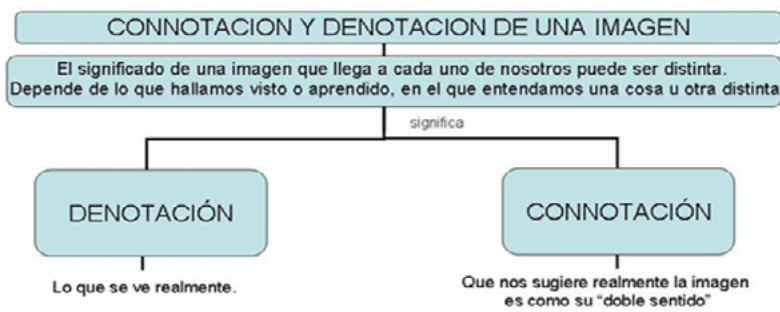 CONNOTACION Y DENOTACION DE UNA IMAGEN
El significado de una imagen que llega a cada uno de nosotros puede ser distinta.
Depende de lo que hallamos visto o aprendido, en el que entendamos una cosa u otra distinta
significa
DENOTACIÓN
CONNOTACIÓN
Lo que se ve realmente.
Que nos sugiere realmente la imagen
es como su "doble sentido"